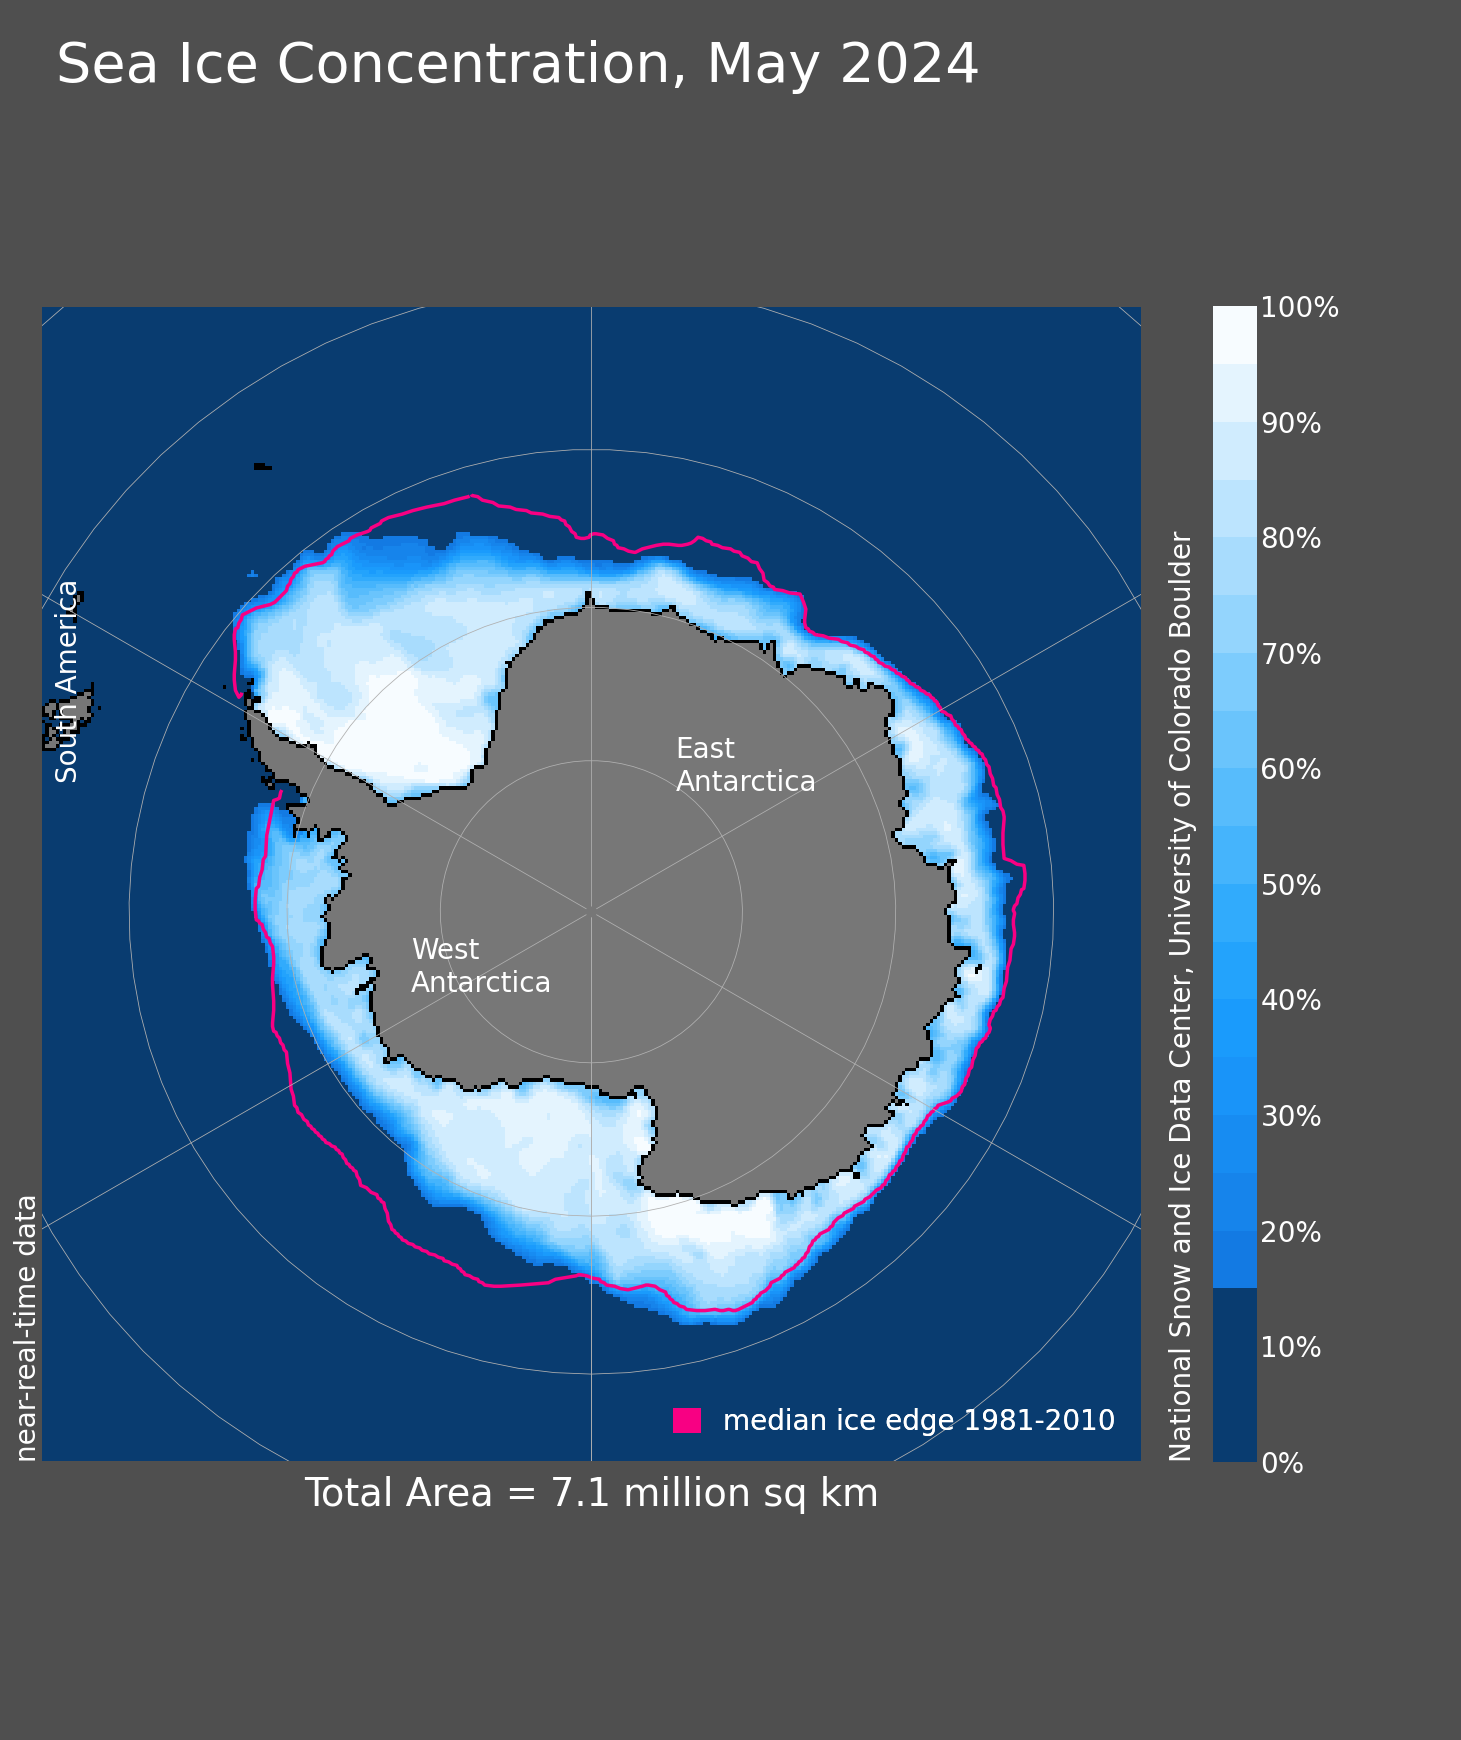 Sea Ice Concentration, May 2024
South America
near-real-time data
East
Antarctica
West
Antarctica
median ice edge 1981-2010
Total Area = 7.1 million sq km
National Snow and Ice Data Center, University of Colorado Boulder
100%
90%
80%
70%
60%
50%
40%
30%
20%
10%
0%